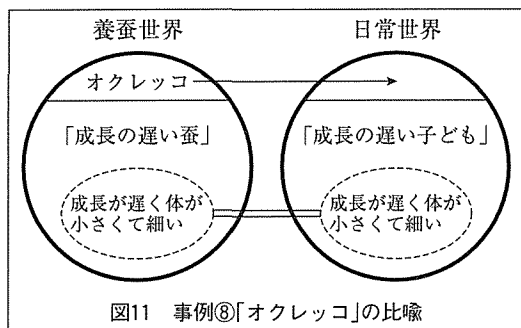 養蚕世界
日常世界
オクレッコ
「成長の遅い蚕」
「成長の遅い子ども」
成長が遅く体が
小さくて細い
成長が遅く体が
小さくて細い
図11 事例⑧「オクレッコ」の比喩